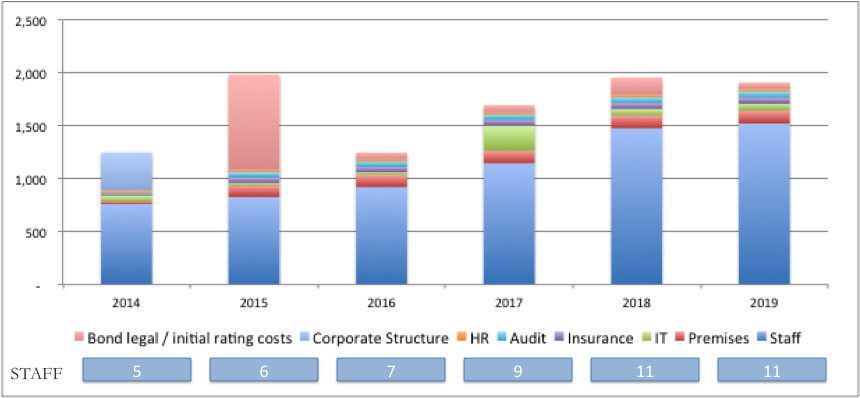 2,500
2,000
1,500
1,000
500
-
2014 2015 2016 2017 2018 2019
Bond legal / initial rating costs Corporate Structure HR Audit Insurance IT Premises Staff
STAFF 5 6 7 9 11 11